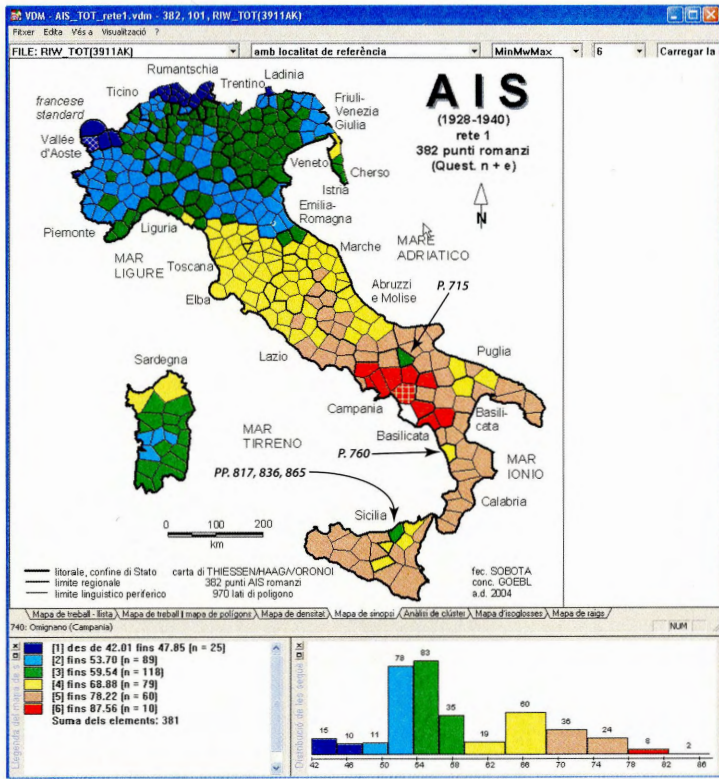 VDM - AIS_TOT_rete1.vdm - 382, 101, RIW_TOT(3911AK)
Fitxer Edita Vés a Visualització ?
FILE: RIW_TOT(3911AK)
amb localitat de referència
MinMwMax
6
Carregar la
AIS
(1928-1940)
rete 1
382 punti romanzi
(Quest. n + e)
N
Rumantschia
Ticino
Trentino
Ladinia
francese
standard
Vallée
d'Aoste
Friuli-
Venezia
Giulia
Veneto
Cherso
Istria
Emilia-
Romagna
Piemonte
Liguria
MAR
LIGURE
Toscana
Marche
MARE
ADRIATICO
Elba
Abruzzi
e Molise
P. 715
Lazio
Puglia
Sardegna
Campania
Basili-
cata
MAR
TIRRENO
Basilicata
P. 760
MAR
IONIO
PP. 817, 836, 865
Calabria
Sicilia
0 100 200
km
litorale, confine di Stato
limite regionale
limite linguistico periferico
carta di THIESSEN/HAAG/VORONOI
382 punti AIS romanzi
970 lati di poligono
fec. SOBOTA
conc. GOEBL
a.d. 2004
Mapa de treball - llista
Mapa de treball i mapa de polígons
Mapa de densitat
Mapa de sinopsi
Anàlisi de clúster
Mapa d'isoglosses
Mapa de raigs
740: Omignano (Campania)
NUM
Llegenda del mapa de s
[1] des de 42.01 fins 47.85 (n = 25)
[2] fins 53.70 (n = 89)
[3] fins 59.54 (n = 118)
[4] fins 68.88 (n = 79)
[5] fins 78.22 (n = 60)
[6] fins 87.56 (n = 10)
Suma dels elements: 381
Distribució de les seqüè
15 10 11 78 83 35 19 60 36 24 8 2
42 46 50 54 58 62 66 70 74 78 82 86